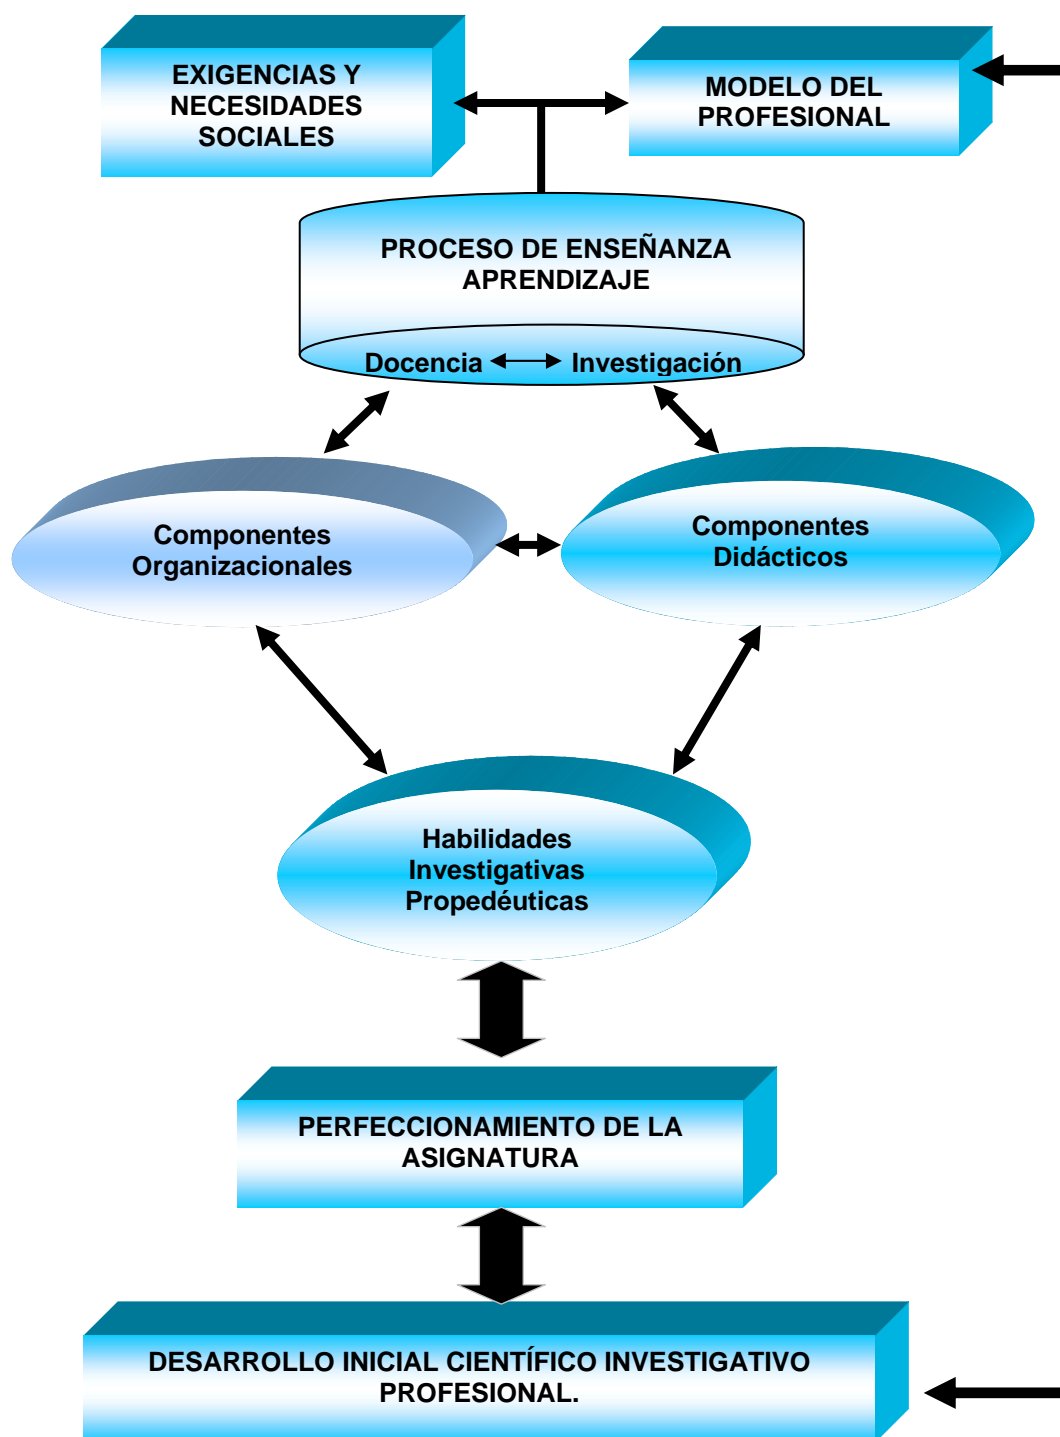 EXIGENCIAS Y
NECESIDADES
SOCIALES
MODELO DEL
PROFESIONAL
PROCESO DE ENSEÑANZA
APRENDIZAJE
Docencia Investigación
Componentes
Organizacionales
Componentes
Didácticos
Habilidades
Investigativas
Propedéuticas
PERFECCIONAMIENTO DE LA
ASIGNATURA
DESARROLLO INICIAL CIENTÍFICO INVESTIGATIVO
PROFESIONAL.